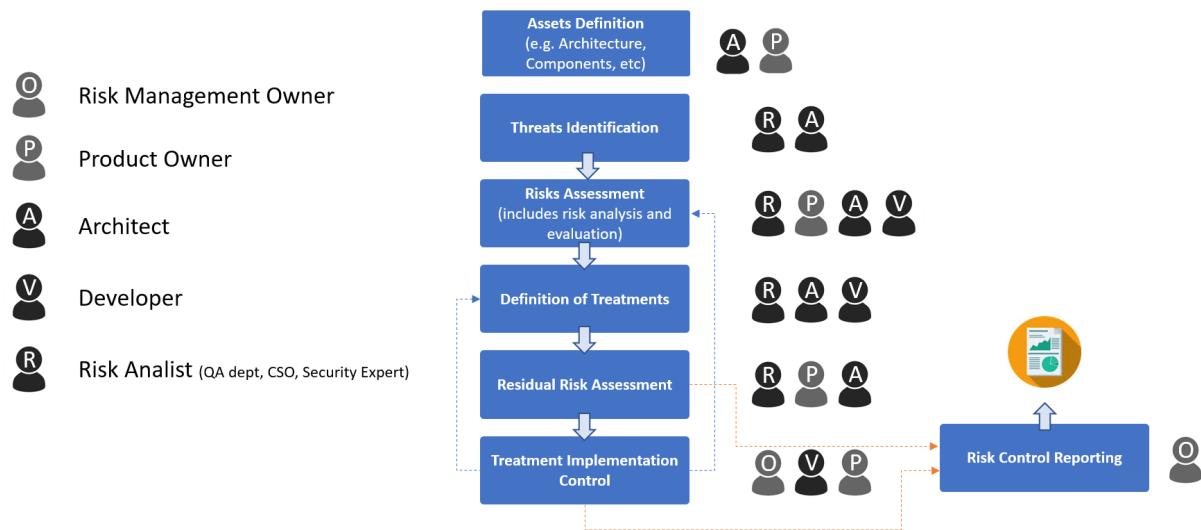 O
Risk Management Owner
P
Product Owner
A
Architect
V
Developer
R
Risk Analist (QA dept, CSO, Security Expert)
Assets Definition
(e.g. Architecture,
Components, etc)
A P
Threats Identification
R A
Risks Assessment
(includes risk analysis and
evaluation)
R P A V
Definition of Treatments
R A V
Residual Risk Assessment
R P A
Treatment Implementation
Control
O V P
Risk Control Reporting
O